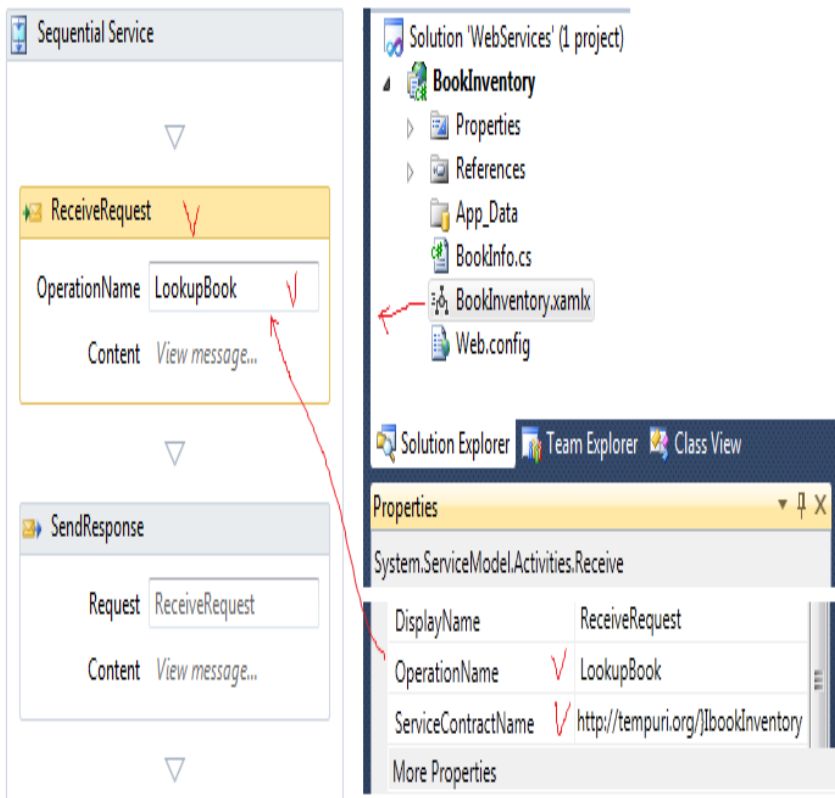 Sequential Service
ReceiveRequest
OperationName LookupBook
Content View message...
SendResponse
Request ReceiveRequest
Content View message...
Solution 'WebServices' (1 project)
BookInventory
Properties
References
App_Data
BookInfo.cs
BookInventory.xamlx
Web.config
Solution Explorer Team Explorer Class View
Properties
System.ServiceModel.Activities.Receive
DisplayName ReceiveRequest
OperationName LookupBook
ServiceContractName http://tempuri.org/}IbookInventory
More Properties